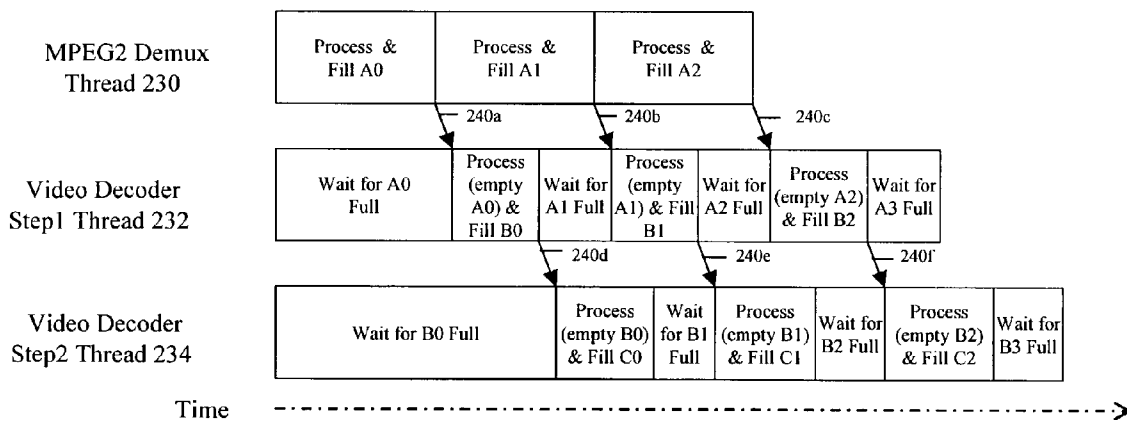 MPEG2 Demux
Thread 230
Process &
Fill A0
Process &
Fill A1
Process &
Fill A2
240a
240b
240c
Video Decoder
Step1 Thread 232
Wait for A0
Full
Process
(empty
A0) &
Fill B0
Wait for
A1 Full
Process
(empty
A1) & Fill
B1
Wait for
A2 Full
Process
(empty A2)
& Fill B2
Wait for
A3 Full
240d
240e
240f
Video Decoder
Step2 Thread 234
Wait for B0 Full
Process
(empty B0)
& Fill C0
Wait
for B1
Full
Process
(empty B1)
& Fill C1
Wait for
B2 Full
Process
(empty B2)
& Fill C2
Wait for
B3 Full
Time